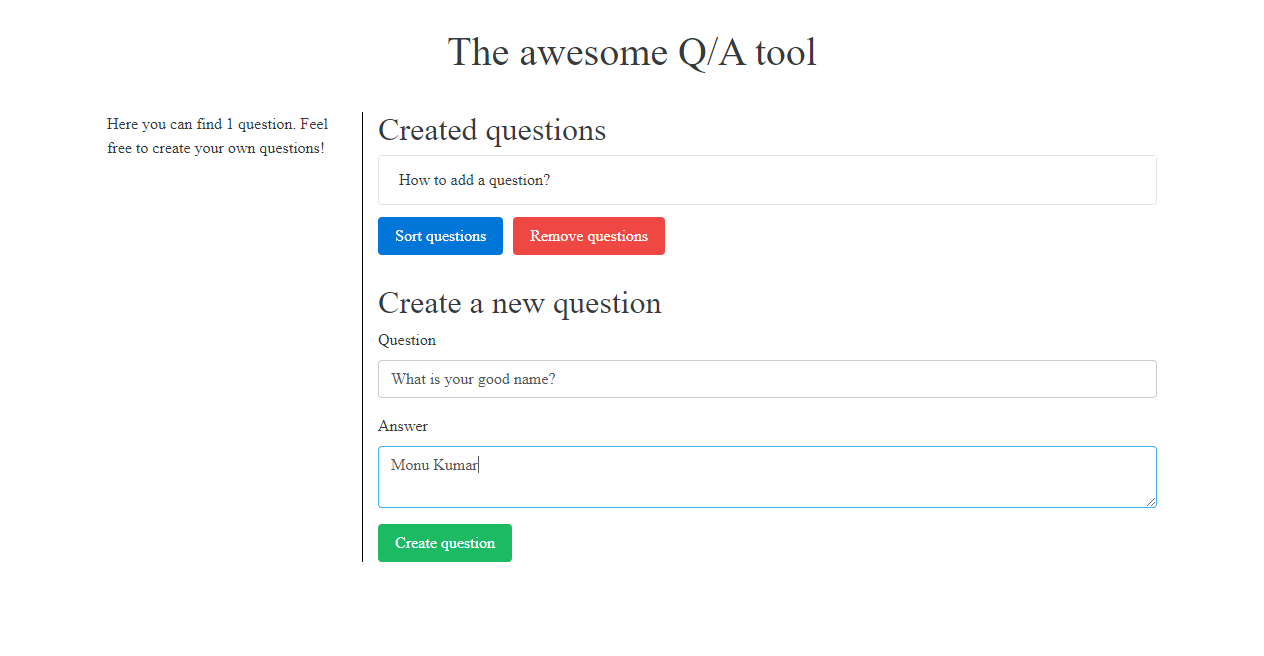 The awesome Q/A tool
Here you can find 1 question. Feel
free to create your own questions!
Created questions
How to add a question?
Sort questions
Remove questions
Create a new question
Question
What is your good name?
Answer
Monu Kumar
Create question